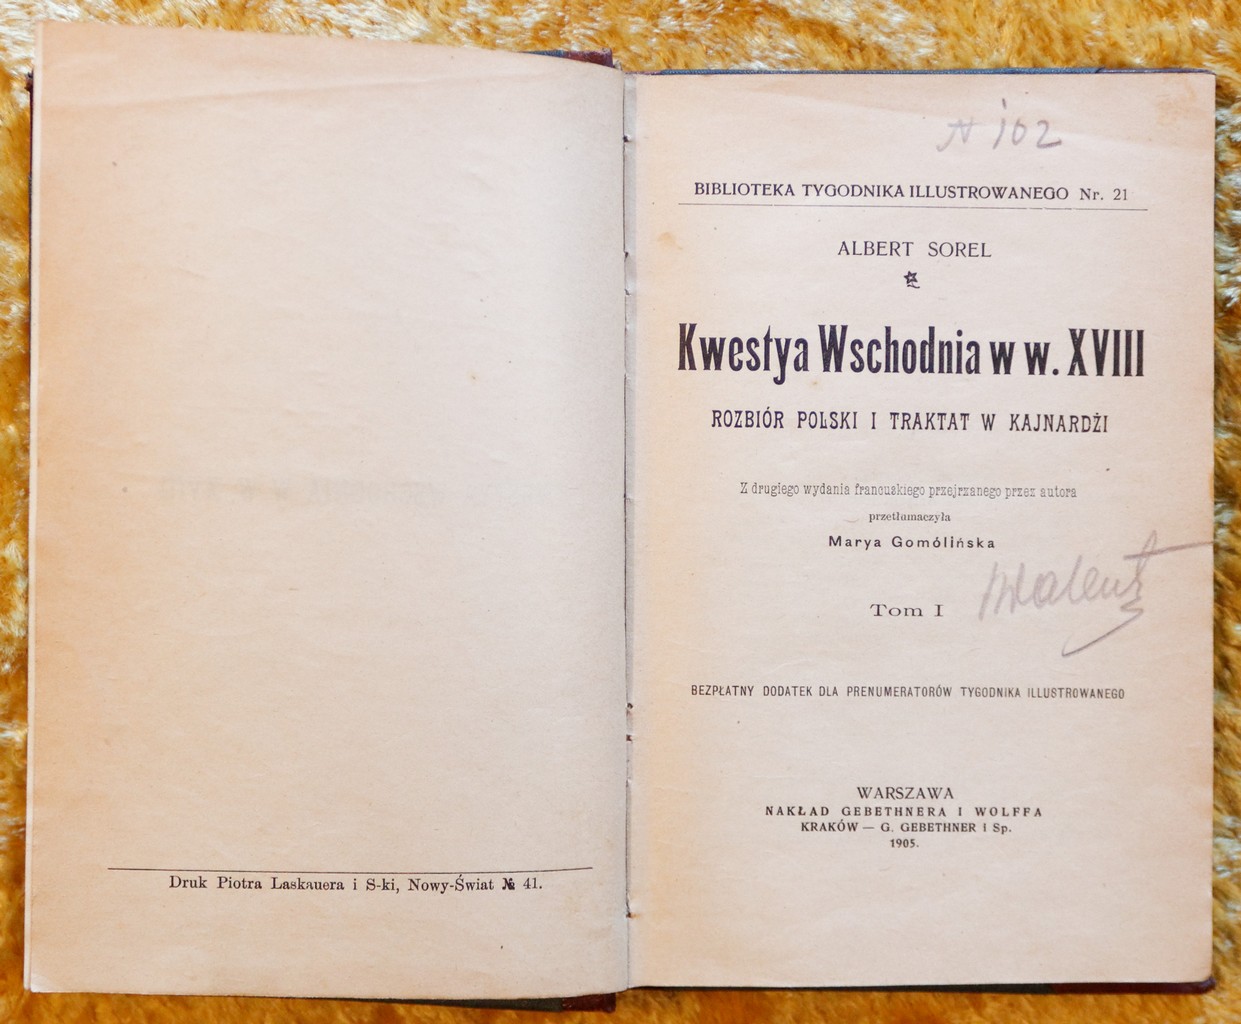 Druk Piotra Laskauera i S-ki, Nowy-Świat № 41.
№ 102
BIBLIOTEKA TYGODNIKA ILLUSTROWANEGO Nr. 21
ALBERT SOREL
Kwestya Wschodnia w w. XVIII
ROZBIÓR POLSKI I TRAKTAT W KAJNARDŻI
Z drugiego wydania francuskiego przejrzanego przez autora
przetłumaczyła
Marya Gomólińska
Tom I
BEZPŁATNY DODATEK DLA PRENUMERATORÓW TYGODNIKA ILLUSTROWANEGO
WARSZAWA
NAKŁAD GEBETHNERA I WOLFFA
KRAKÓW — G. GEBETHNER i Sp.
1905.